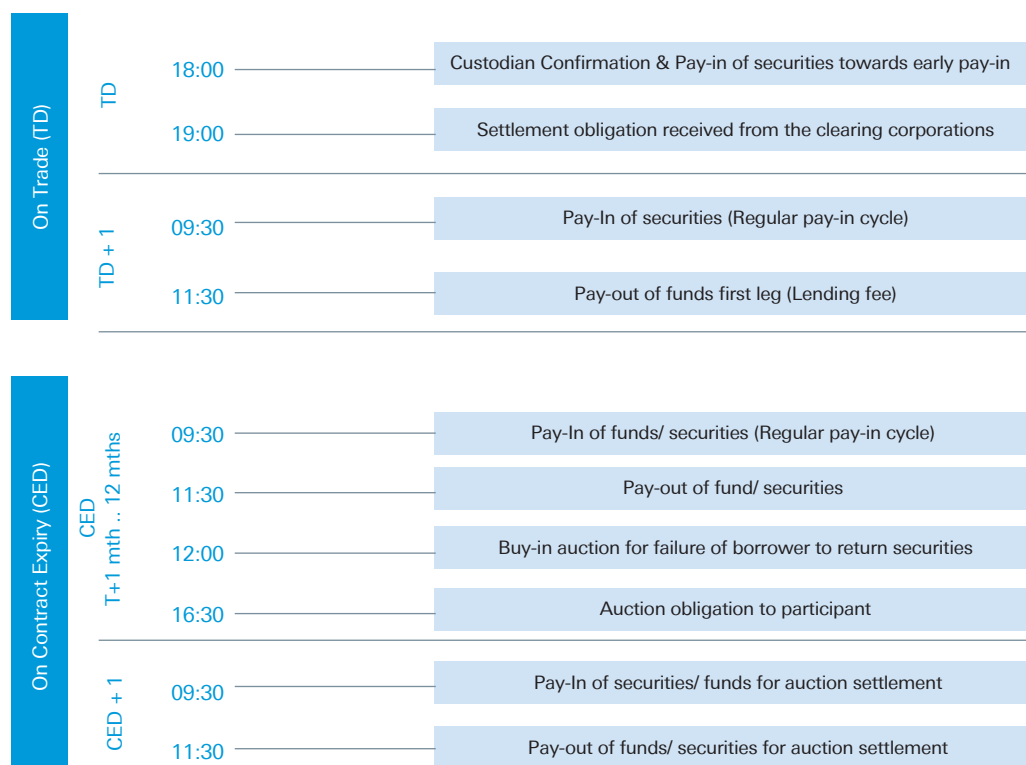 On Trade (TD)
TD
18:00
Custodian Confirmation & Pay-in of securities towards early pay-in
19:00
Settlement obligation received from the clearing corporations
TD + 1
09:30
Pay-In of securities (Regular pay-in cycle)
11:30
Pay-out of funds first leg (Lending fee)
On Contract Expiry (CED)
CED
T+1 mth .. 12 mths
09:30
Pay-In of funds/ securities (Regular pay-in cycle)
11:30
Pay-out of fund/ securities
12:00
Buy-in auction for failure of borrower to return securities
16:30
Auction obligation to participant
CED + 1
09:30
Pay-In of securities/ funds for auction settlement
11:30
Pay-out of funds/ securities for auction settlement